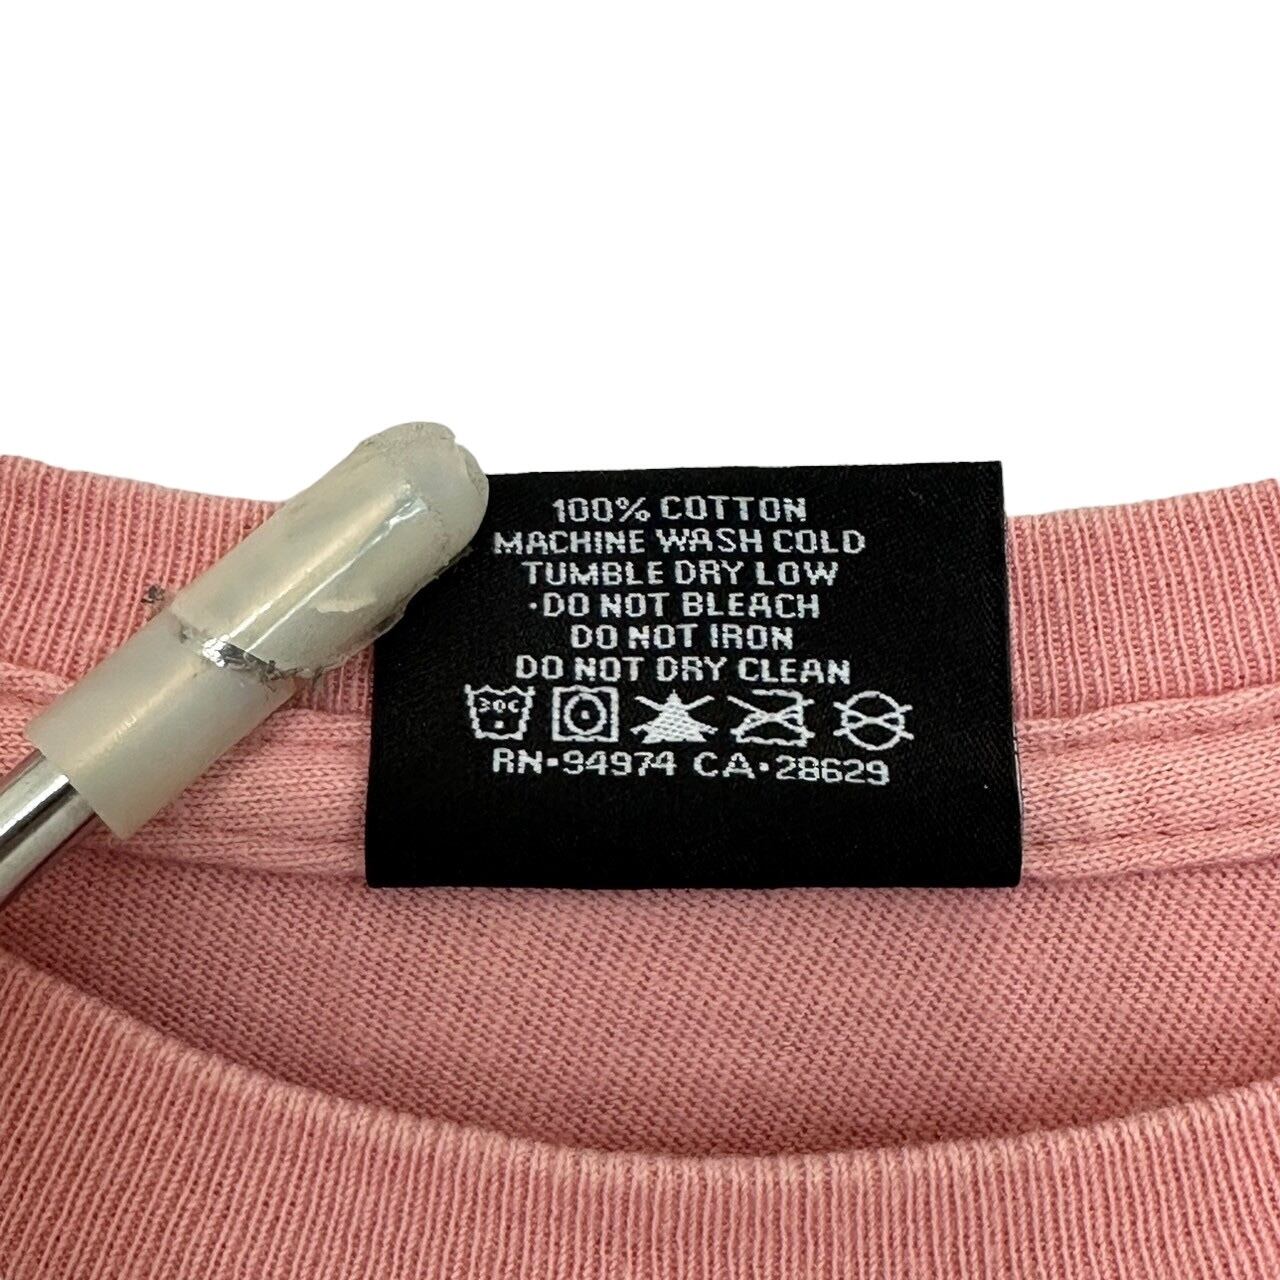 100% COTTON
MACHINE WASH COLD
TUMBLE DRY LOW
·DO NOT BLEACH
DO NOT IRON
DO NOT DRY CLEAN
30C
RN·94974 CA·28629